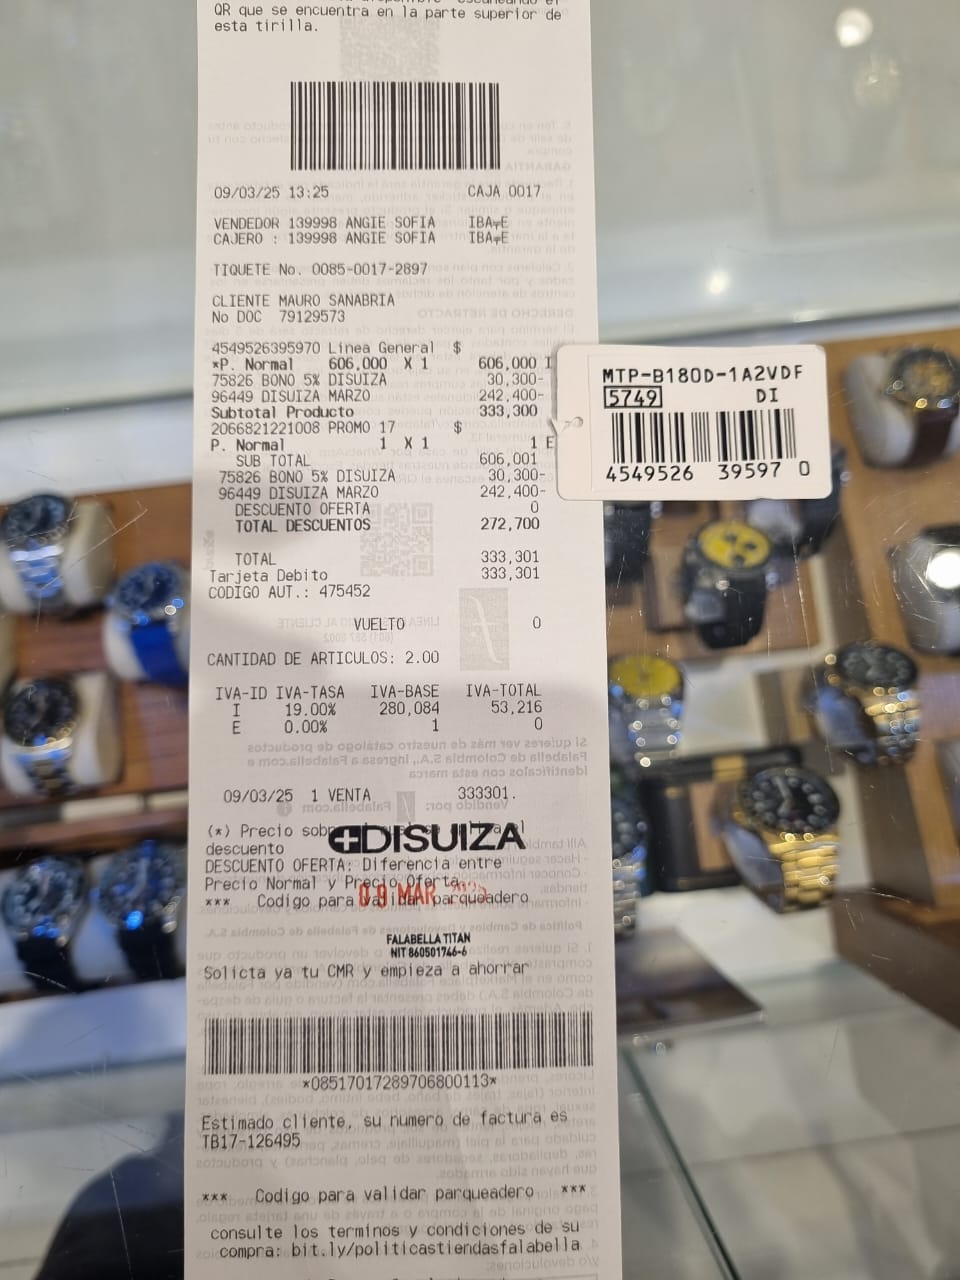 QR que se encuentra en la parte superior de
esta tirilla.
09/03/25 13:25 CAJA 0017
VENDEDOR 139998 ANGIE SOFIA
CAJERO : 139998 ANGIE SOFIA
TIQUETE No. 0085-0017-2897
CLIENTE MAURO SANABRIA
No DOC 79129573
4549526395970 Linea General $
*P. Normal 606,000 X 1 606,000 I
75826 BONO 5% DISUIZA 30,300-
96449 DISUIZA MARZO 242,400-
Subtotal Producto 333,300
2066821221008 PROMO 17 $
P. Normal 1 X 1 1 E
SUB TOTAL 606,001
75826 BONO 5% DISUIZA 30,300-
96449 DISUIZA MARZO 242,400-
DESCUENTO OFERTA 0
TOTAL DESCUENTOS 272,700
TOTAL 333,301
Tarjeta Debito 333,301
CODIGO AUT.: 475452
VUELTO 0
CANTIDAD DE ARTICULOS: 2.00
IVA-ID IVA-TASA IVA-BASE IVA-TOTAL
I 19.00% 280,084 53,216
E 0.00% 1 0
09/03/25 1 VENTA 333301.
(*) Precio
DISUIZA
descuento
DESCUENTO OFERTA: Diferencia entre
Precio Normal y Precio Oferta
09 MAR
*** Codigo para validar parqueadero
FALABELLA TITAN
NIT 860501746-6
Solicta ya tu CMR y empieza a ahorrar
*08517017289706800113*
Estimado cliente, su numero de factura es
TB17-126495
*** Codigo para validar parqueadero ***
consulte los terminos y condiciones de su
compra: bit.ly/politicastiendasfalabella
MTP-B180D-1A2VDF
5749 DI
4549526 39597 0